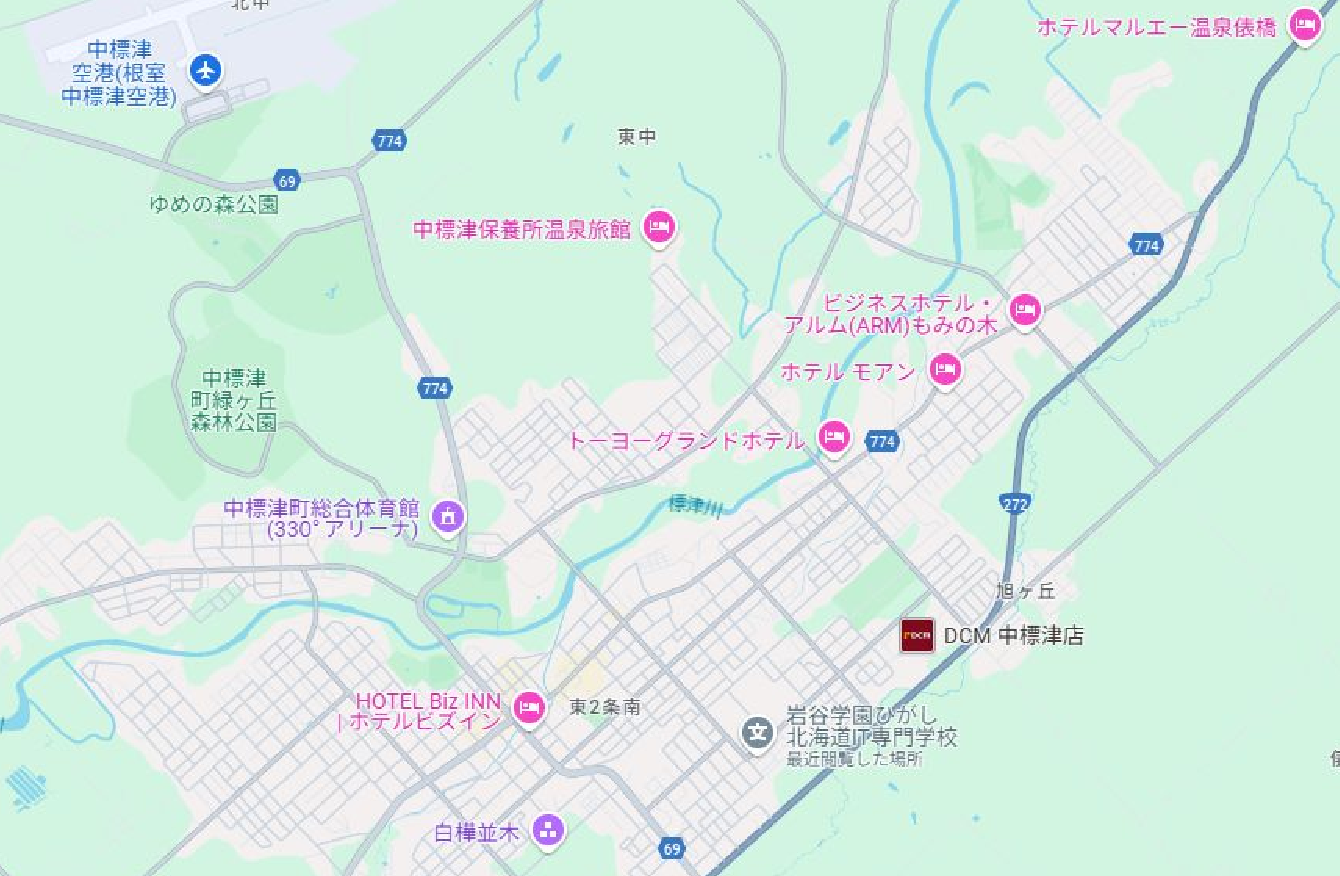 北中
ホテルマルエー温泉俵橋
中標津
空港(根室
中標津空港)
774
東中
69
ゆめの森公園
中標津保養所温泉旅館
774
ビジネスホテル・
アルム(ARM)もみの木
ホテル モアン
中標津
町緑ヶ丘
森林公園
774
トーヨーグランドホテル
774
中標津町総合体育館
(330°アリーナ)
標津川
272
旭ヶ丘
DCM
DCM 中標津店
HOTEL Biz INN
| ホテルビズイン
東2条南
岩谷学園ひがし
北海道IT専門学校
最近閲覧した場所
文
白樺並木
69